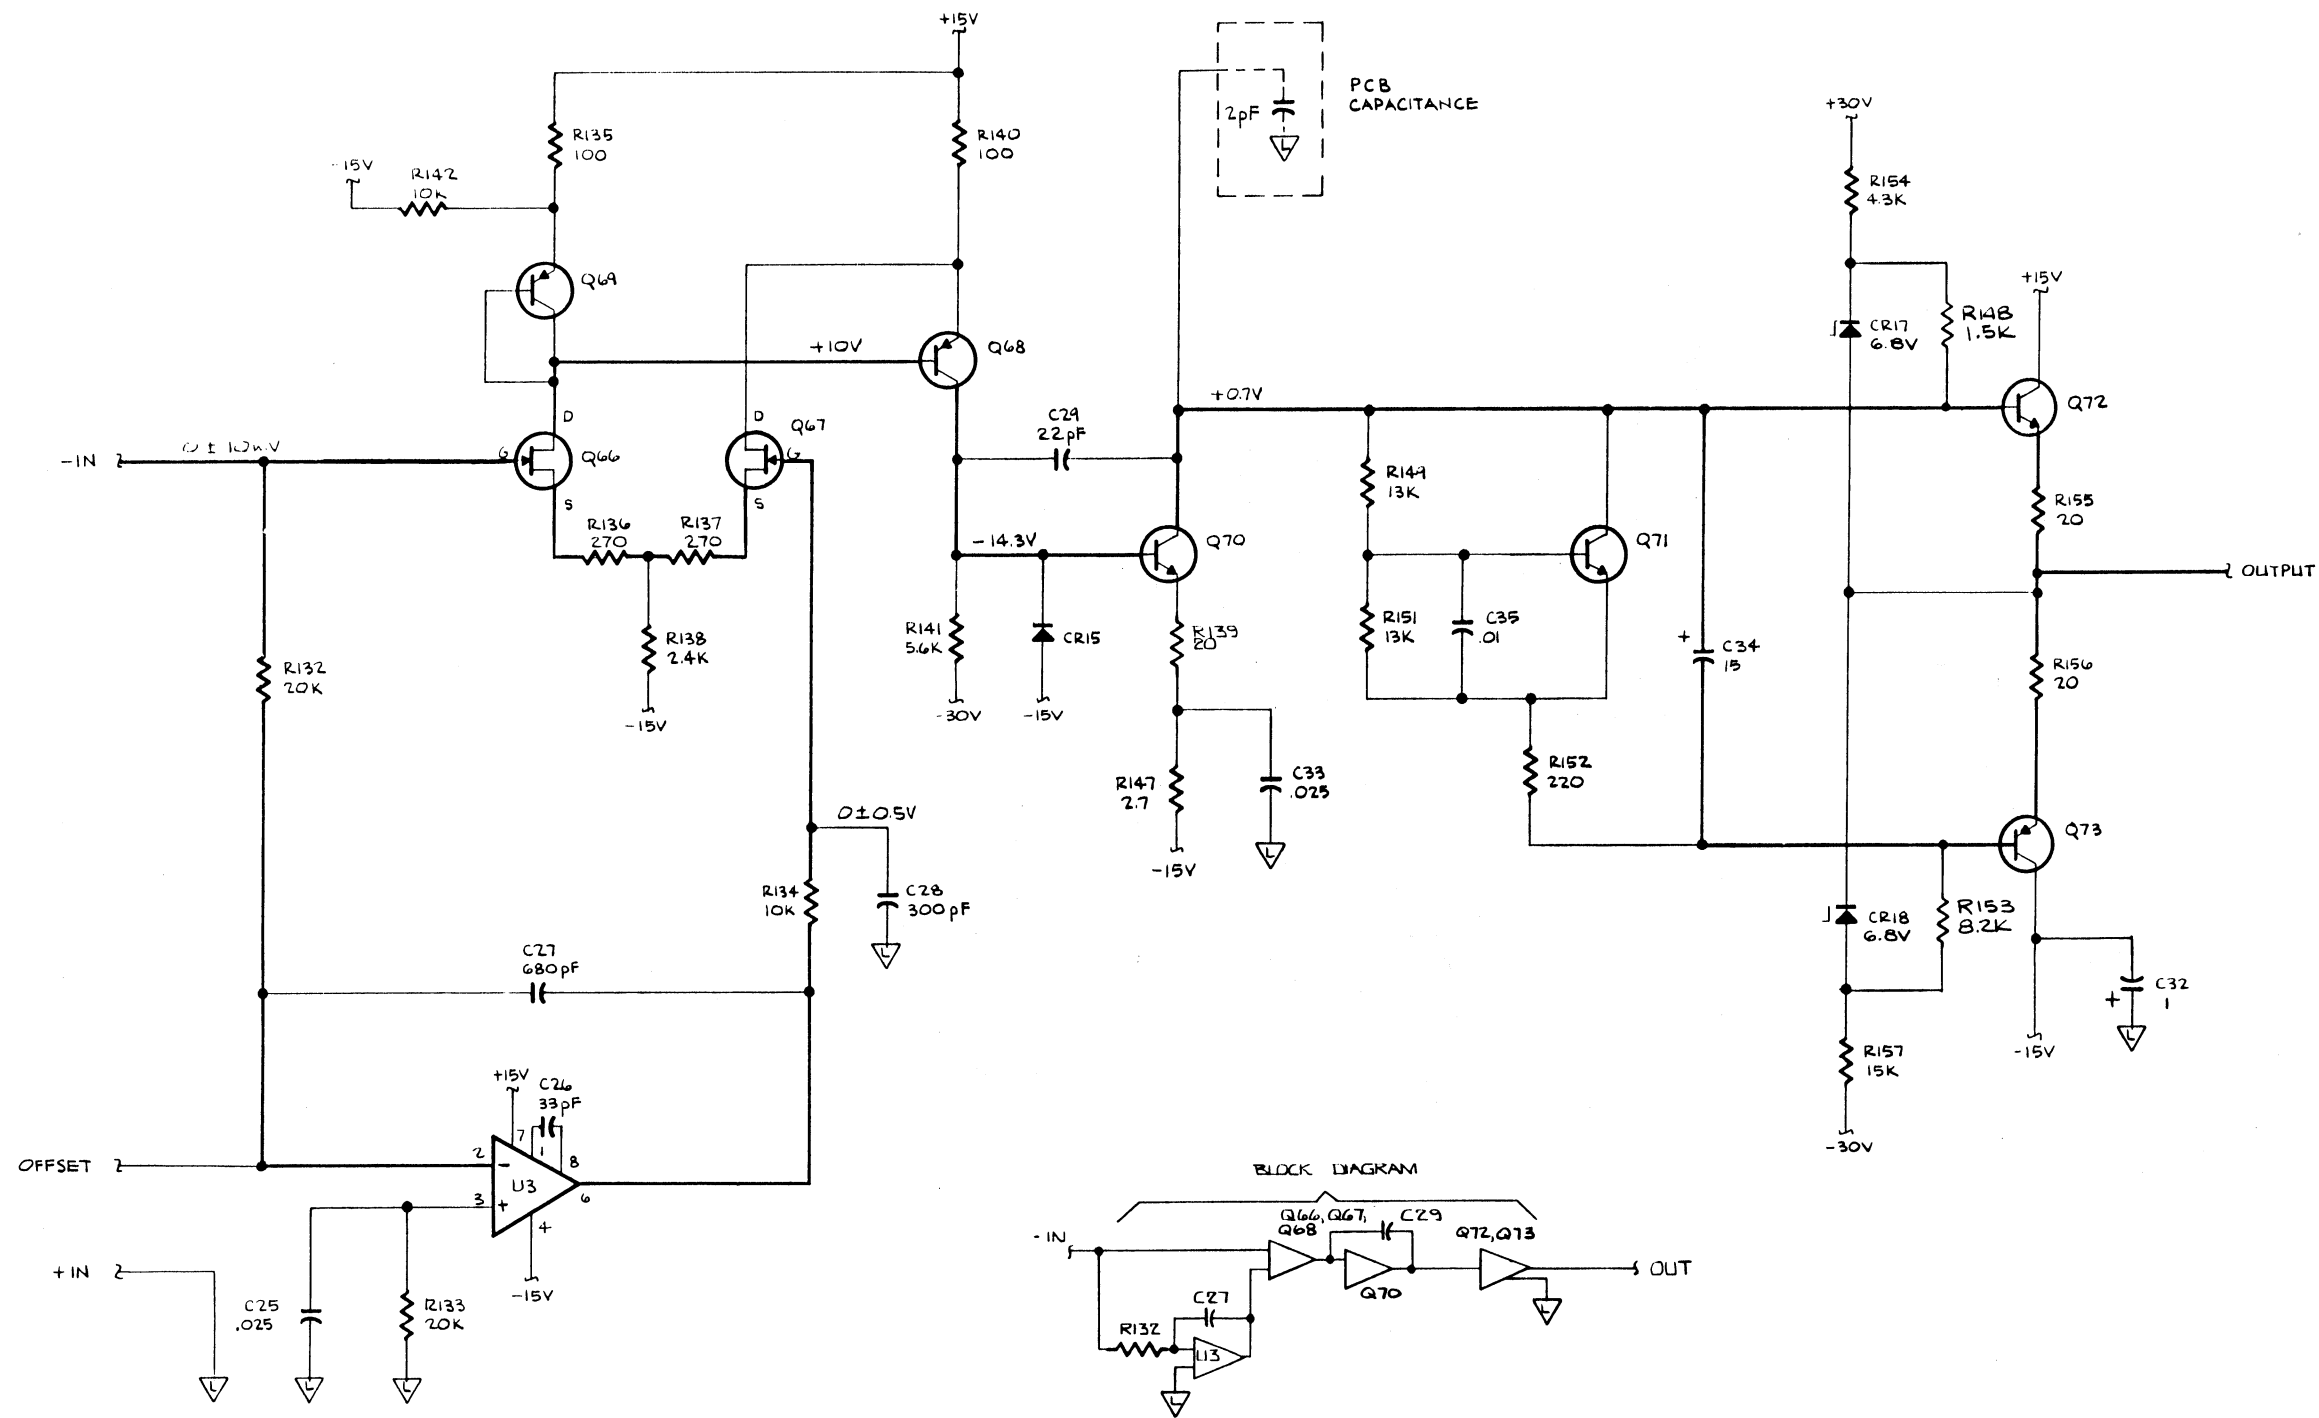 +15V
PCB
CAPACITANCE
2pF
L
+30V
R135
100
R140
100
-15V
R142
10K
R154
4.3K
Q69
+15V
+10V
Q68
CR17
6.8V
R148
1.5K
+0.7V
Q72
D
D
Q67
C29
22pF
-IN
G
Q66
G
R149
13K
S
S
R155
20
R136
270
R137
270
-14.3V
Q70
Q71
OUTPUT
R141
5.6K
CR15
R139
20
R151
13K
C35
.01
+
C34
15
R138
2.4K
R132
20K
R156
20
-15V
-30V
-15V
R152
220
R147
2.7
C33
.025
0±0.5V
Q73
L
-15V
R134
10K
C28
300pF
CR18
6.8V
R153
8.2K
L
C27
680pF
+
C32
1
L
R157
15K
-15V
+15V
C26
33pF
7
1
8
2
-
U3
3
+
6
4
OFFSET
-30V
BLOCK DIAGRAM
Q66, Q67,
Q68
C29
Q72, Q73
-IN
OUT
+IN
-15V
Q70
L
C25
.025
R133
20K
C27
R132
U3
L
L
L
L